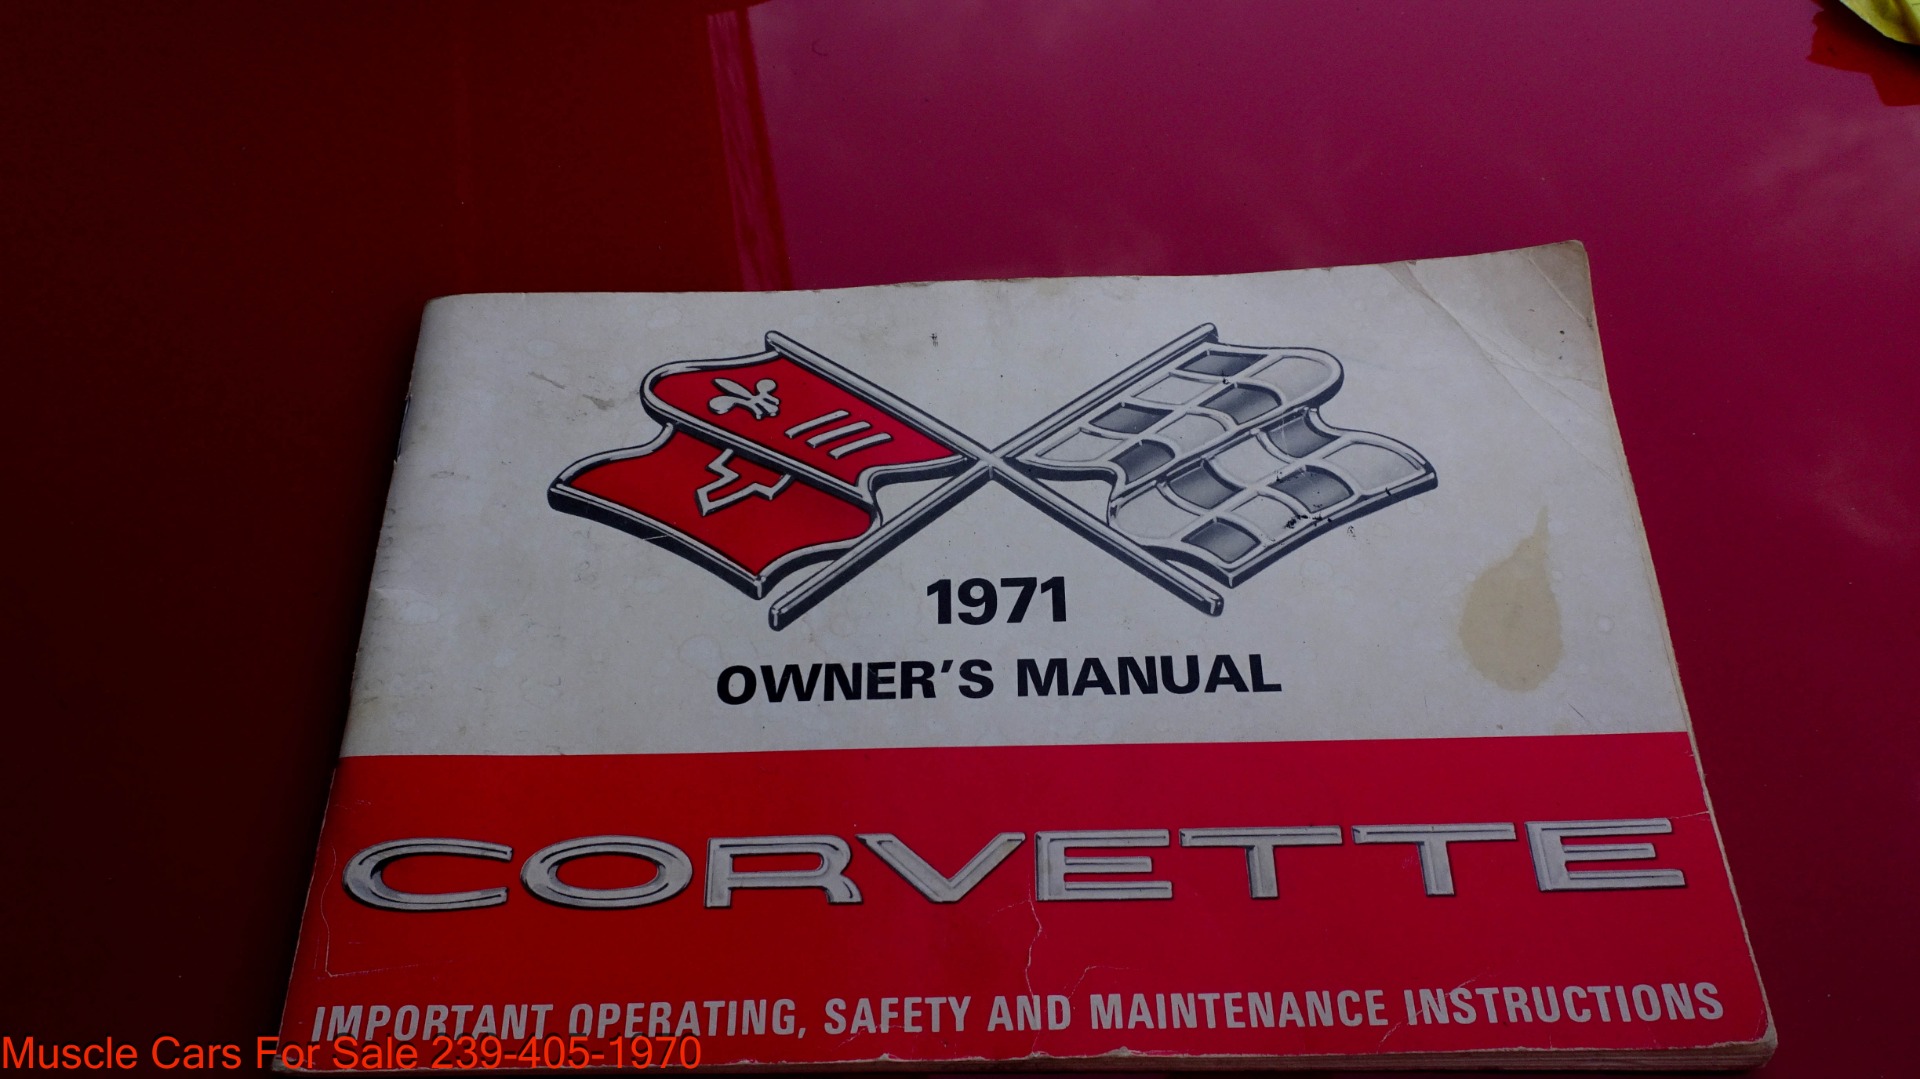 1971
OWNER'S MANUAL
CORVETTE
IMPORTANT OPERATING, SAFETY AND MAINTENANCE INSTRUCTIONS
Muscle Cars For Sale 239-405-1970